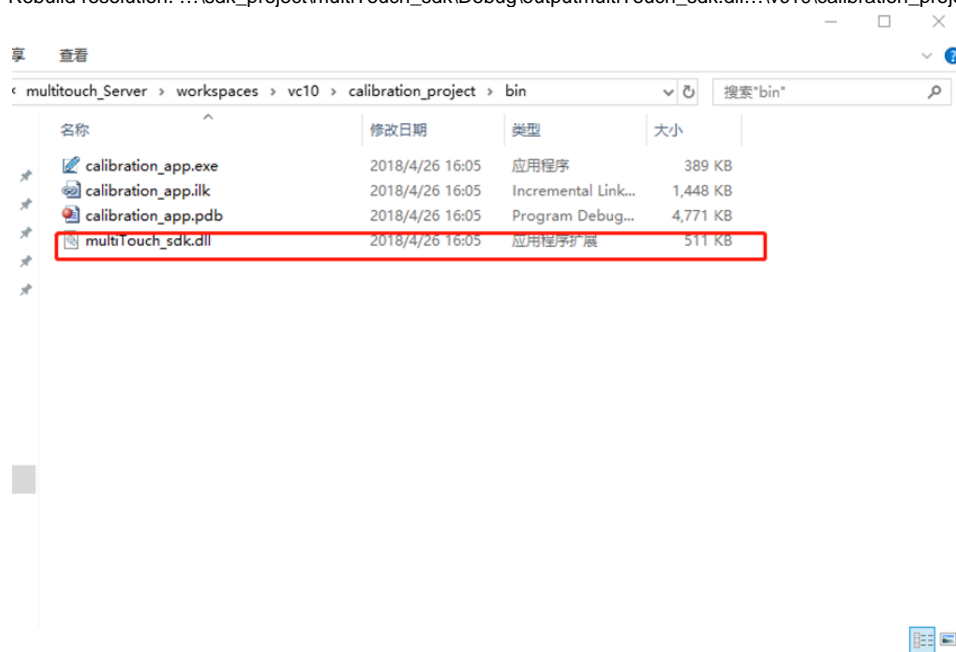 享 查看
multitouch_Server › workspaces › vc10 › calibration_project › bin 搜索"bin"
名称 修改日期 类型 大小
calibration_app.exe 2018/4/26 16:05 应用程序 389 KB
calibration_app.ilk 2018/4/26 16:05 Incremental Link... 1,448 KB
calibration_app.pdb 2018/4/26 16:05 Program Debug... 4,771 KB
multiTouch_sdk.dll 2018/4/26 16:05 应用程序扩展 511 KB